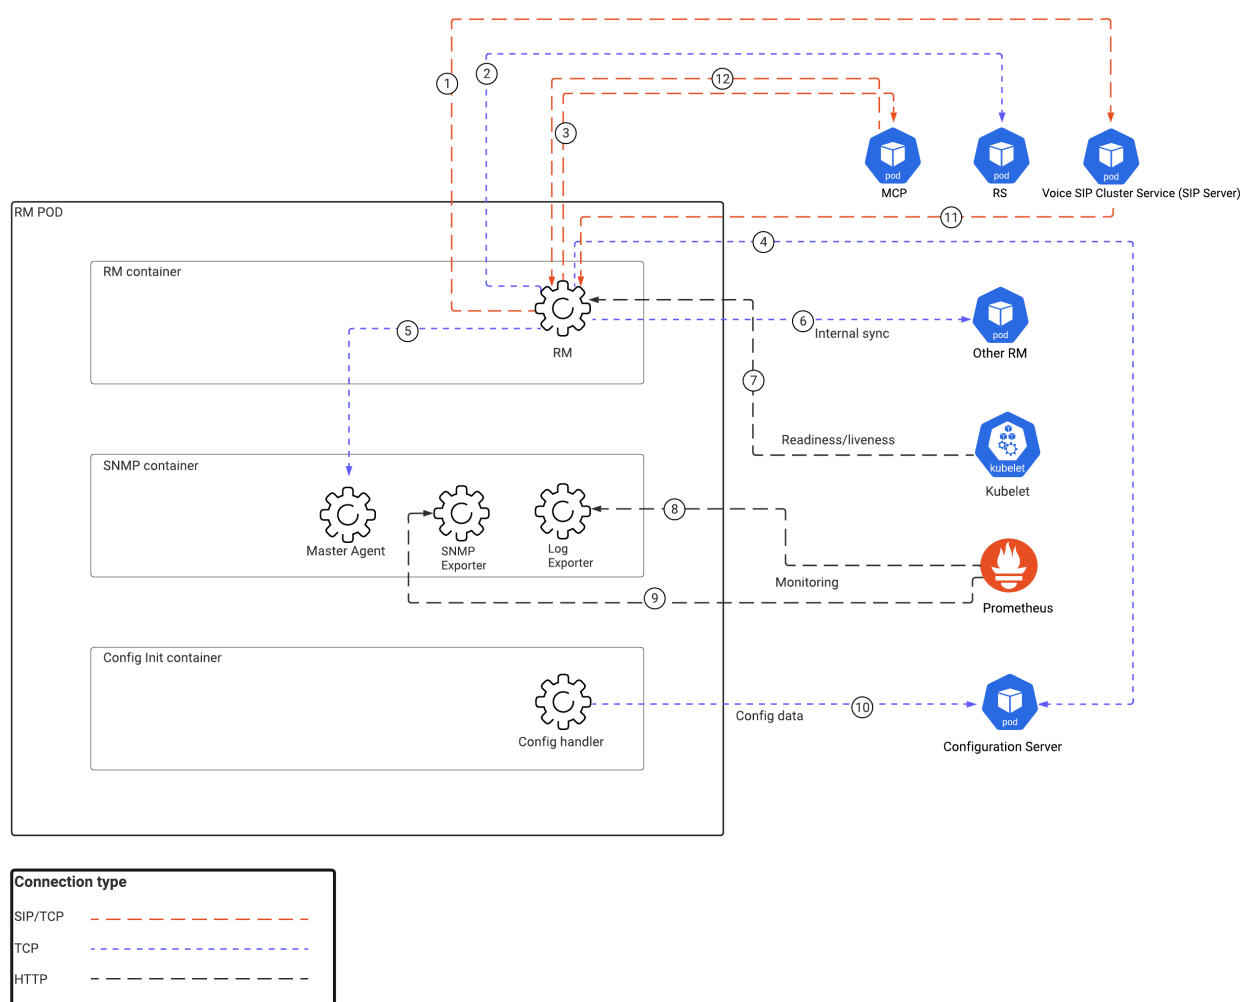 1
2
12
3
pod
MCP
pod
RS
pod
Voice SIP Cluster Service (SIP Server)
RM POD
11
4
RM container
5
RM
6
Internal sync
pod
Other RM
7
Readiness/liveness
kubelet
Kubelet
SNMP container
8
Master Agent
SNMP
Exporter
Log
Exporter
Monitoring
9
Prometheus
Config Init container
Config handler
Config data
10
pod
Configuration Server
Connection type
SIP/TCP
TCP
HTTP